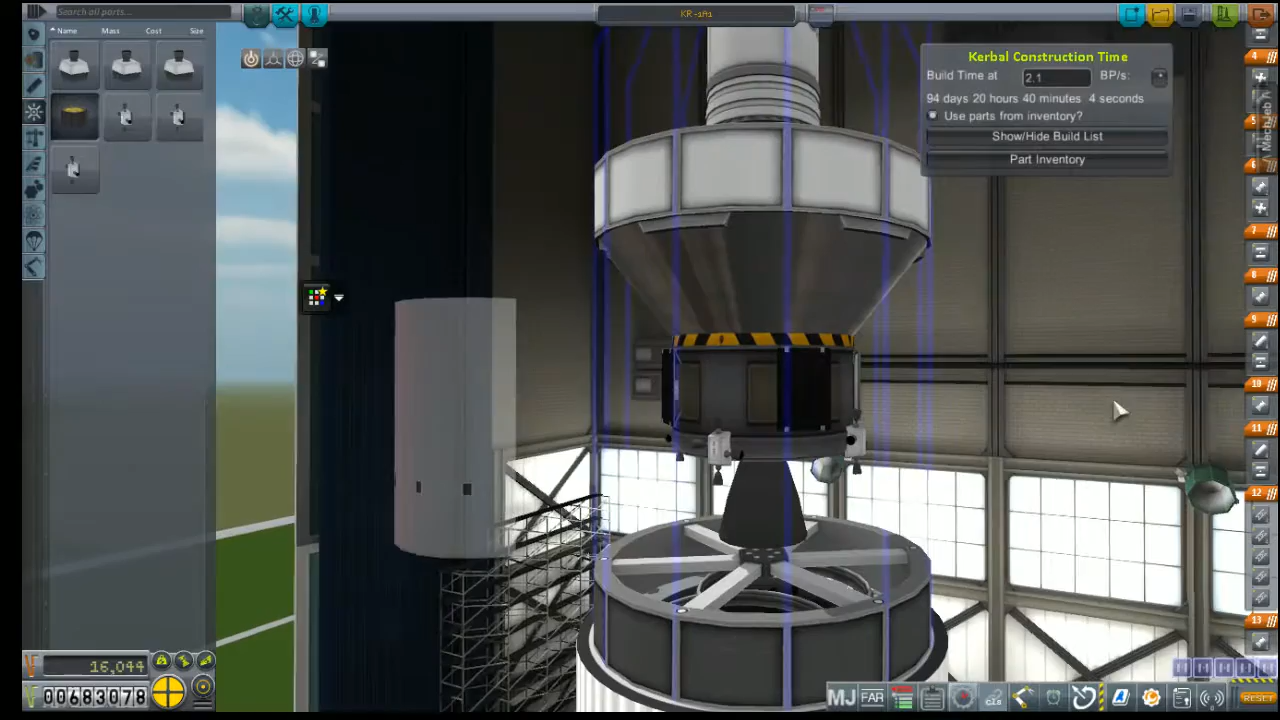 Search all parts...
Name Mass Cost Size
KR-1A1
Kerbal Construction Time
Build Time at 2.1 BP/s:
94 days 20 hours 40 minutes 4 seconds
Use parts from inventory?
Show/Hide Build List
Part Inventory
4
5
6
7
8
9
10
11
12
13
MechJeb
16,044
00683078
MJ FAR
RESET